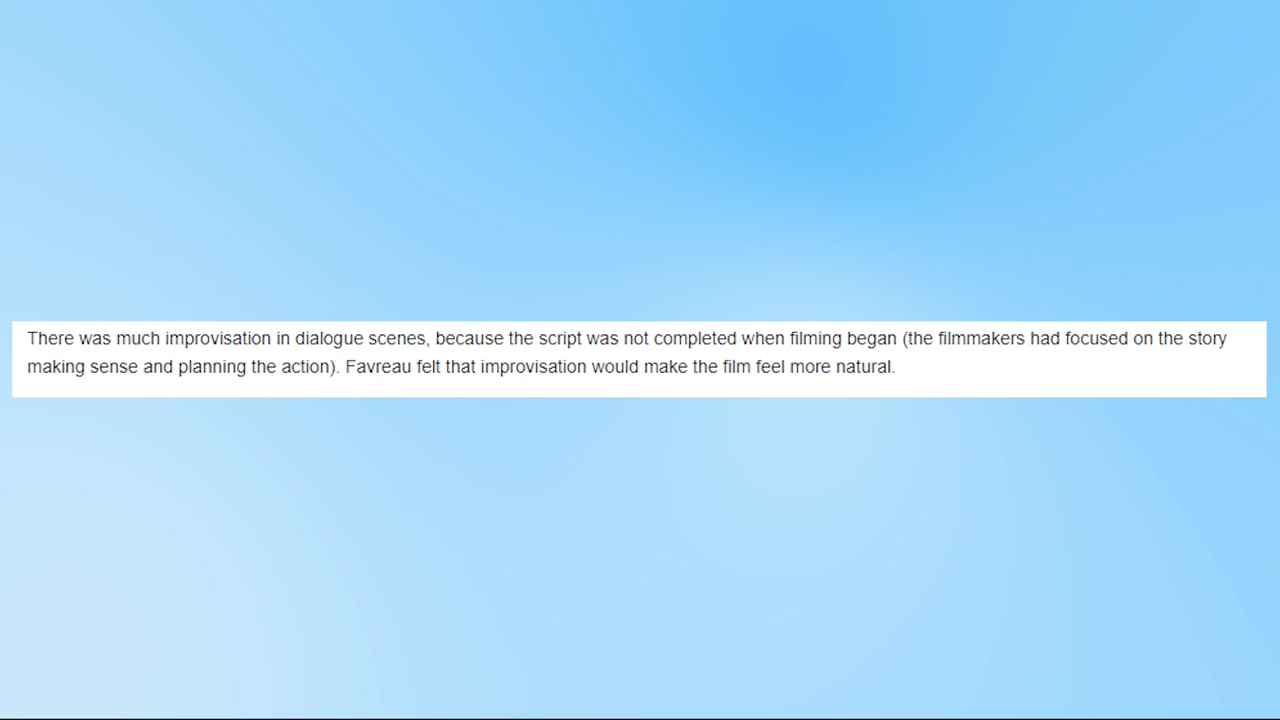 There was much improvisation in dialogue scenes, because the script was not completed when filming began (the filmmakers had focused on the story
making sense and planning the action). Favreau felt that improvisation would make the film feel more natural.